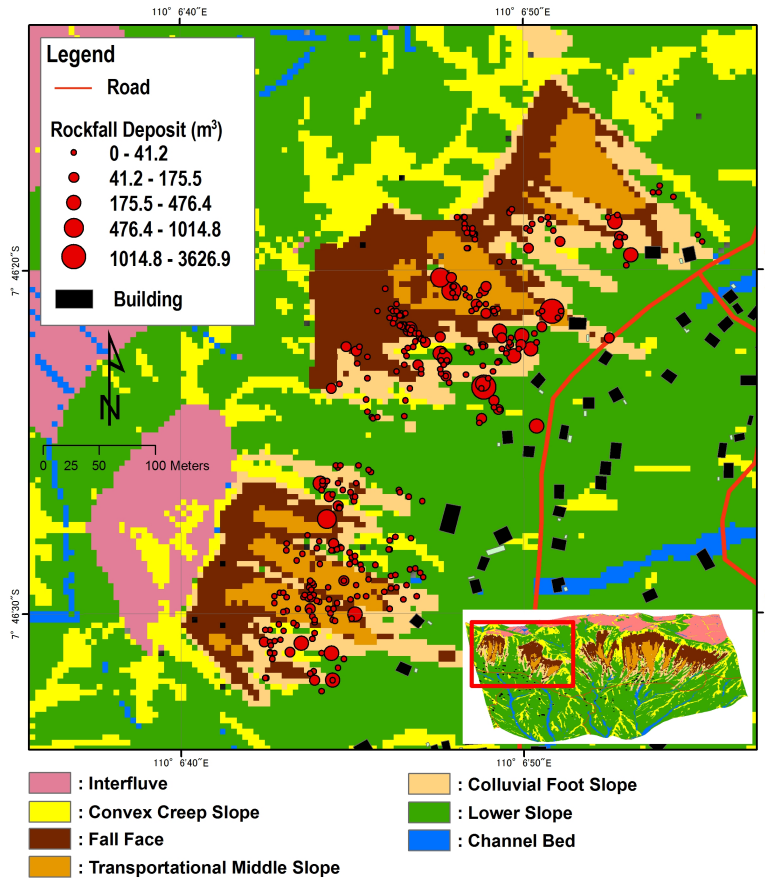 110° 6'40"E 110° 6'50"E
Legend
Road
Rockfall Deposit (m³)
0 - 41.2
41.2 - 175.5
175.5 - 476.4
476.4 - 1014.8
1014.8 - 3626.9
Building
7° 46'20"S
N
0 25 50 100 Meters
7° 46'30"S
110° 6'40"E 110° 6'50"E
: Interfluve
: Convex Creep Slope
: Fall Face
: Transportational Middle Slope
: Colluvial Foot Slope
: Lower Slope
: Channel Bed